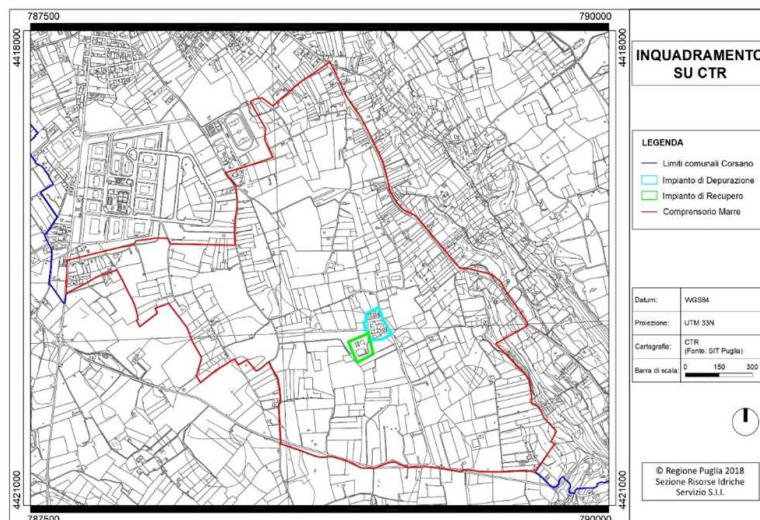 787500
790000
4418000
4418000
4421000
4421000
787500
790000
INQUADRAMENTO
SU CTR
LEGENDA
Limiti comunali Corsano
Impianto di Depurazione
Impianto di Recupero
Comprensorio Marre
Datum: WGS84
Proiezione: UTM 33N
Cartografia: CTR
(Fonte: SIT Puglia)
Barra di scala: 0 150 300
© Regione Puglia 2018
Sezione Risorse Idriche
Servizio S.I.I.